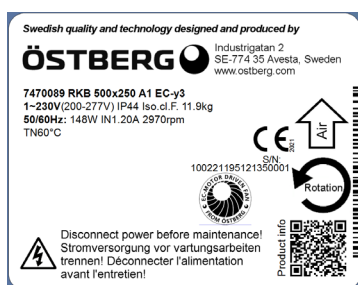 Swedish quality and technology designed and produced by
ÖSTBERG
Industrigatan 2
SE-774 35 Avesta, Sweden
www.ostberg.com
7470089 RKB 500x250 A1 EC-y3
1~230V(200-277V) IP44 Iso.cl.F. 11.9kg
50/60Hz: 148W IN1.20A 2970rpm
TN60°C
CE
2021
Air
S/N:
100221195121350001
Rotation
EC-MOTOR DRIVEN FAN
FROM ÖSTBERG
Product info
Disconnect power before maintenance!
Stromversorgung vor vartungsarbeiten
trennen! Déconnecter l'alimentation
avant l'entretien!